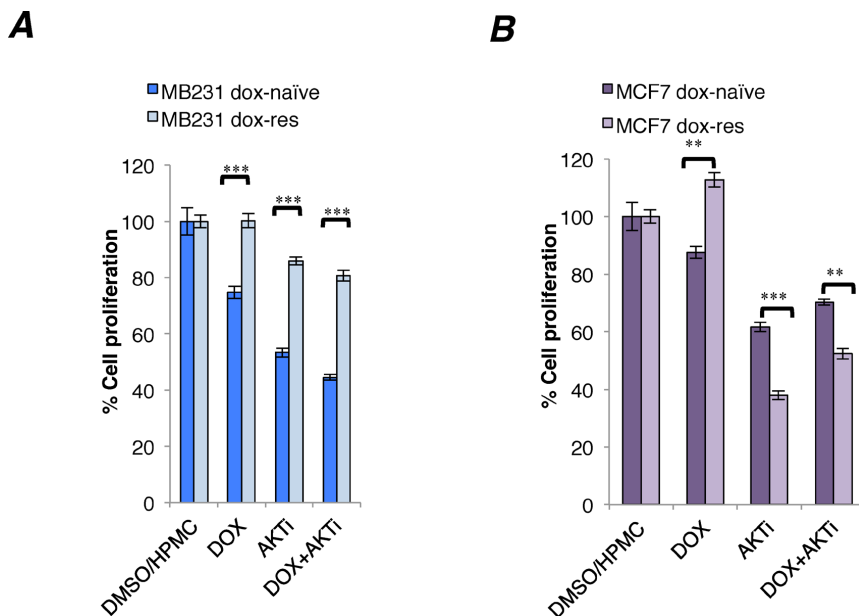 A
MB231 dox-naïve
MB231 dox-res
% Cell proliferation
120
100
80
60
40
20
0
***
***
***
DMSO/HPMC
DOX
AKTi
DOX+AKTi
B
MCF7 dox-naïve
MCF7 dox-res
% Cell proliferation
120
100
80
60
40
20
0
**
***
**
DMSO/HPMC
DOX
AKTi
DOX+AKTi